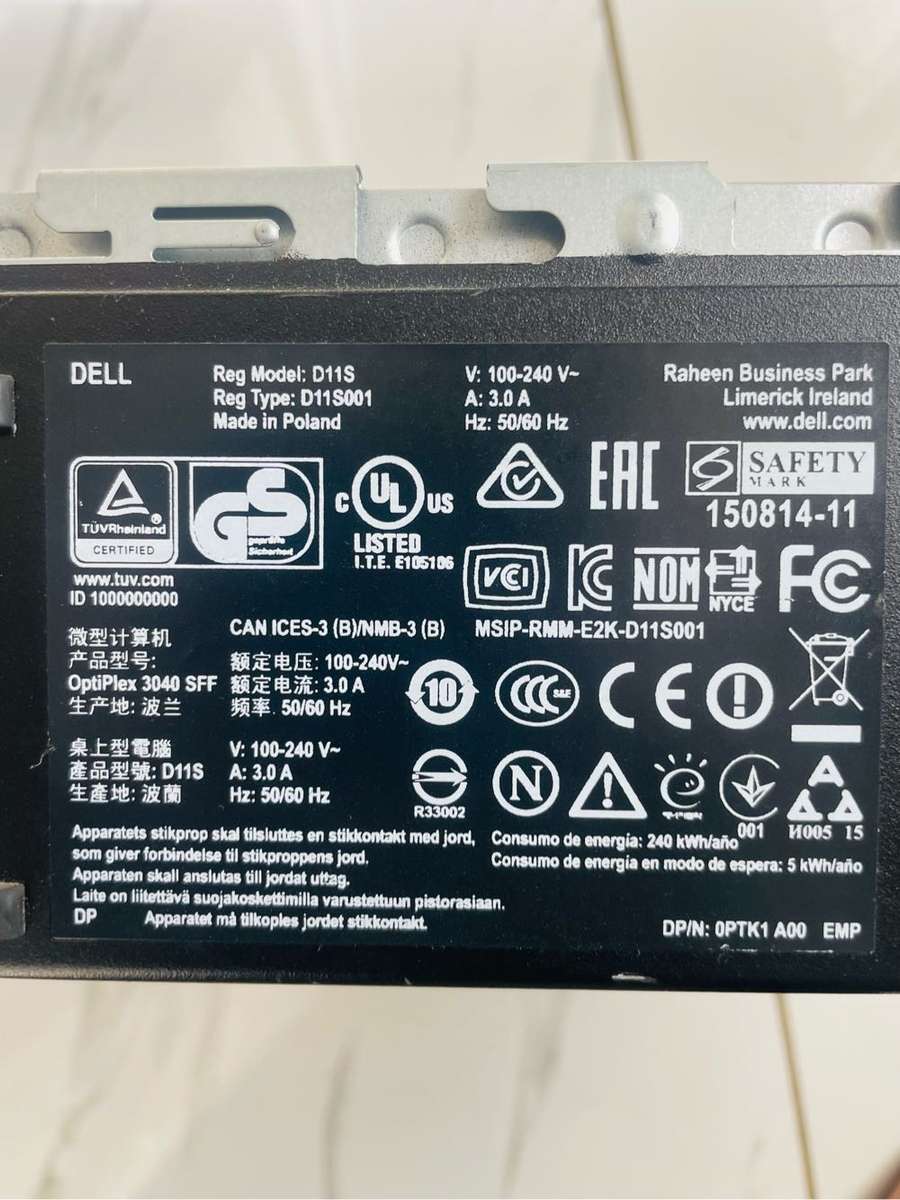 DELL
Reg Model: D11S
Reg Type: D11S001
Made in Poland
V: 100-240 V~
A: 3.0 A
Hz: 50/60 Hz
Raheen Business Park
Limerick Ireland
www.dell.com
TÜVRheinland
CERTIFIED
www.tuv.com
ID 1000000000
GS
geprüfte
Sicherheit
C UL US
LISTED
I.T.E. E105106
EAC
SAFETY
MARK
150814-11
VCI
KC
NOM
NYCE
FC
CAN ICES-3 (B)/NMB-3 (B)
MSIP-RMM-E2K-D11S001
微型计算机
产品型号:
OptiPlex 3040 SFF
生产地: 波兰
额定电压: 100-240V~
额定电流: 3.0 A
频率. 50/60 Hz
10
CCC S&E
CE
桌上型電腦
產品型號: D11S
生產地: 波蘭
V: 100-240 V~
A: 3.0 A
Hz: 50/60 Hz
R33002
N
001
И005 15
Apparatets stikprop skal tilsluttes en stikkontakt med jord,
som giver forbindelse til stikproppens jord.
Apparaten skall anslutas till jordat uttag.
Laite on liitettävä suojakoskettimilla varustettuun pistorasiaan.
DP Apparatet må tilkoples jordet stikkontakt.
Consumo de energía: 240 kWh/año
Consumo de energía en modo de espera: 5 kWh/año
DP/N: 0PTK1 A00 EMP